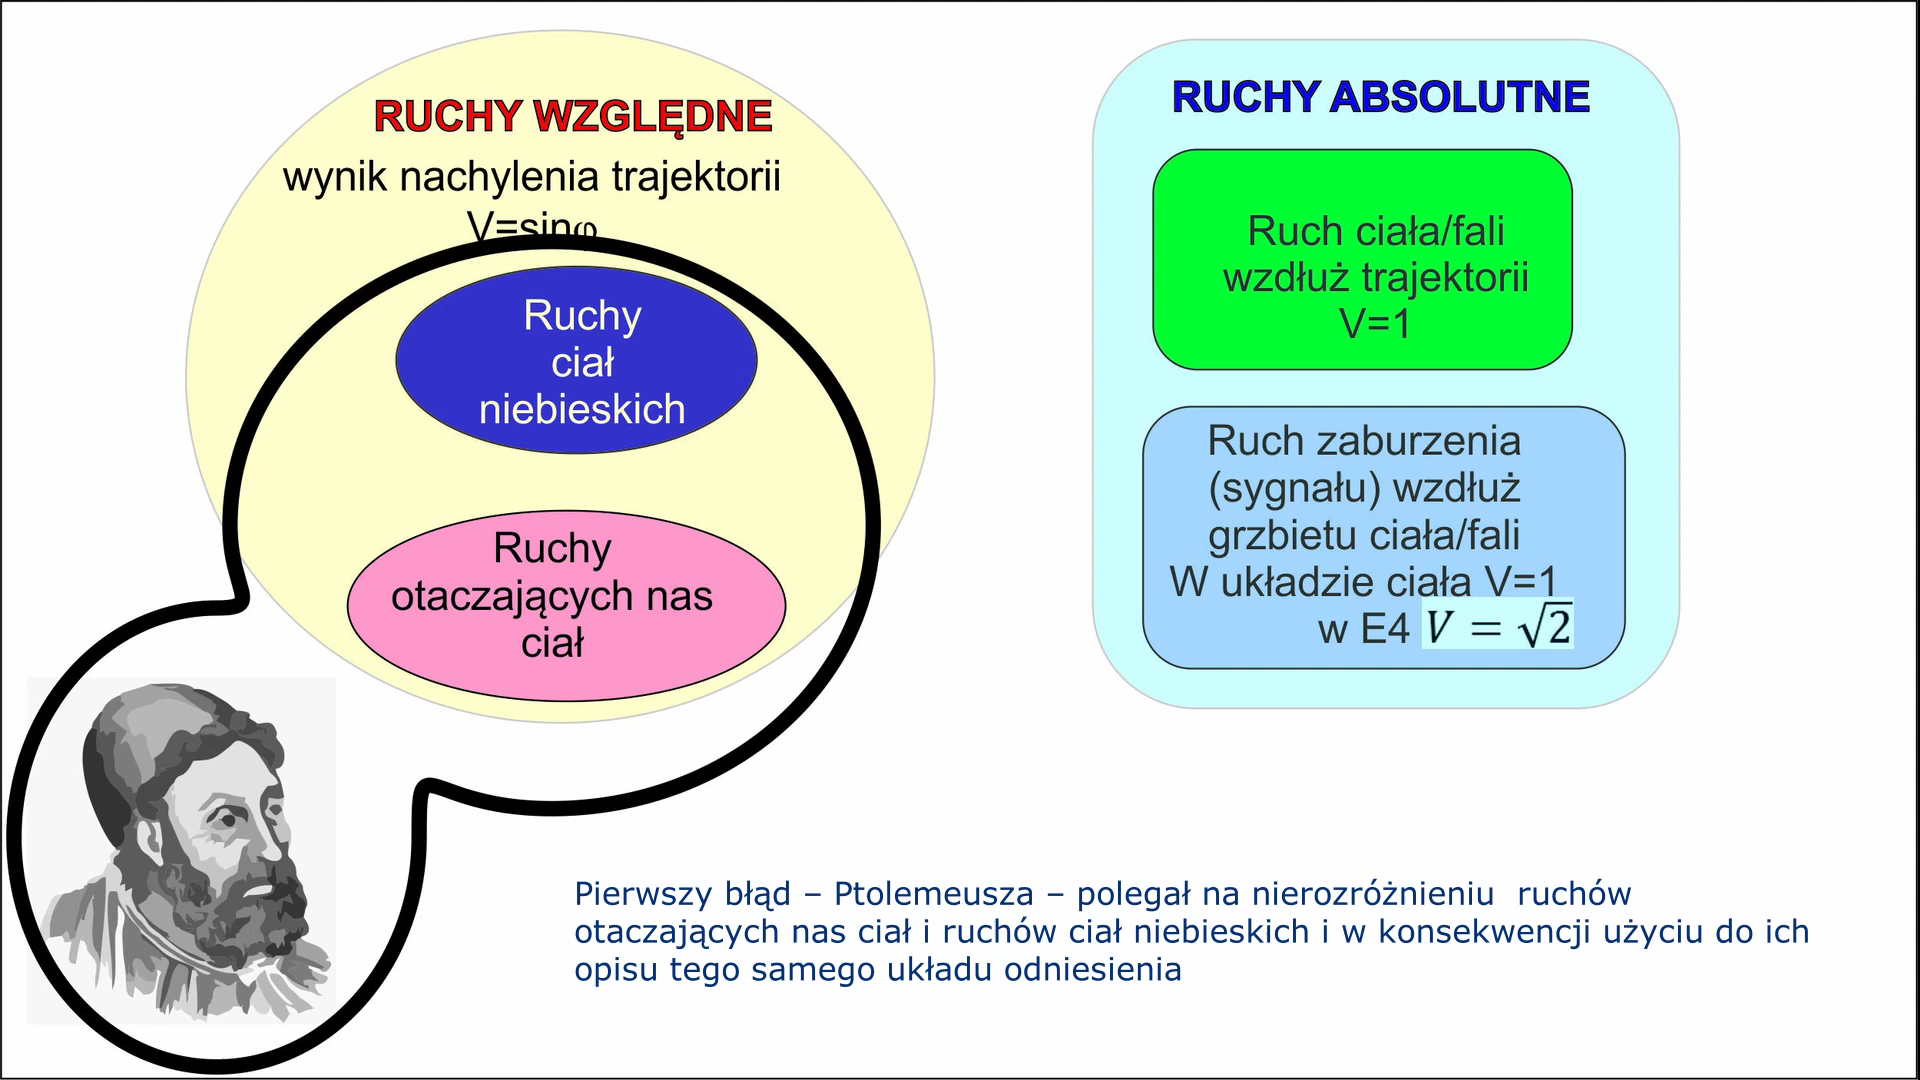 RUCHY WZGLĘDNE
wynik nachylenia trajektorii
V=sinφ
Ruchy
ciał
niebieskich
Ruchy
otaczających nas
ciał
RUCHY ABSOLUTNE
Ruch ciała/fali
wzdłuż trajektorii
V=1
Ruch zaburzenia
(sygnału) wzdłuż
grzbietu ciała/fali
W układzie ciała V=1
w E4 V = √2
Pierwszy błąd – Ptolemeusza – polegał na nierozróżnieniu ruchów
otaczających nas ciał i ruchów ciał niebieskich i w konsekwencji użyciu do ich
opisu tego samego układu odniesienia